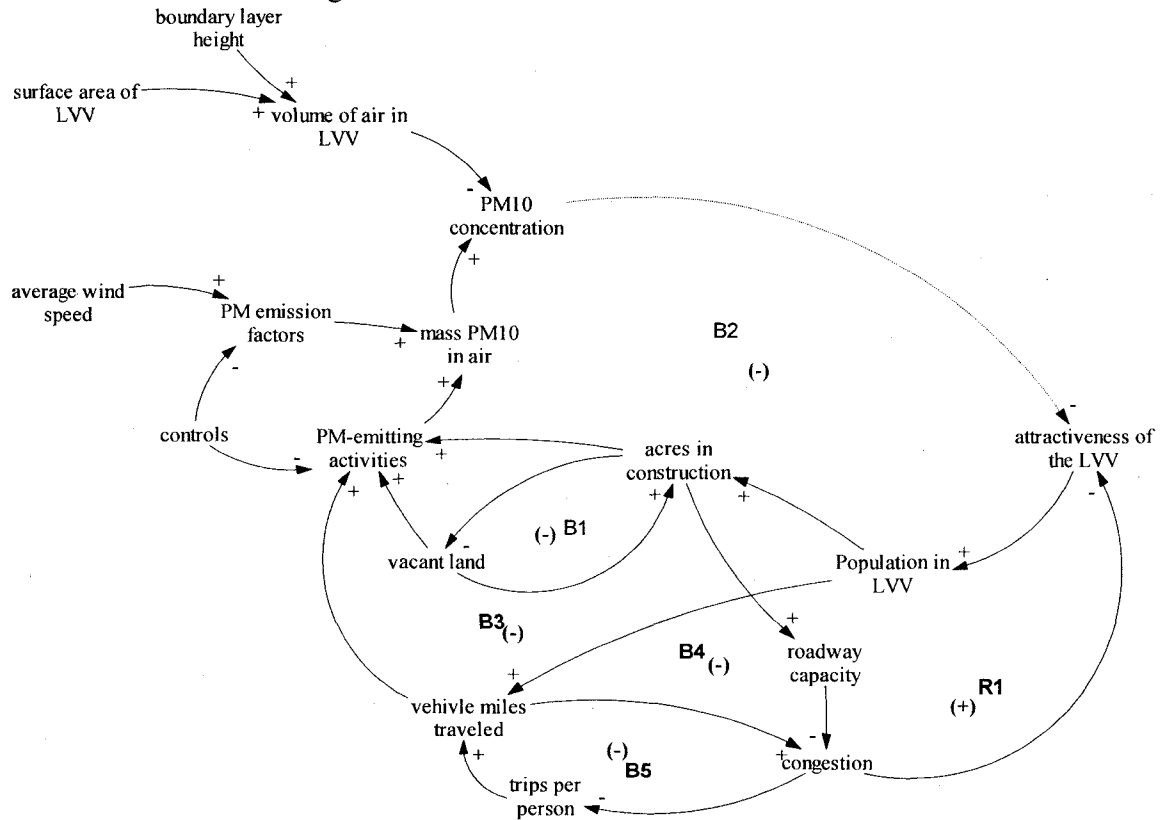 boundary layer
height
surface area of
LVV
+
+ volume of air in
LVV
-
PM10
concentration
+
average wind
speed
+
PM emission
factors
+
mass PM10
in air
+
-
B2
(-)
controls
-
PM-emitting
activities
+
+
+
acres in
construction
+
+
-
attractiveness of
the LVV
-
(-) B1
-
vacant land
Population in
LVV
+
B3
(-)
B4
(-)
+
roadway
capacity
R1
(+)
+
vehivle miles
traveled
+
(-)
B5
-
+
congestion
trips per
person
-